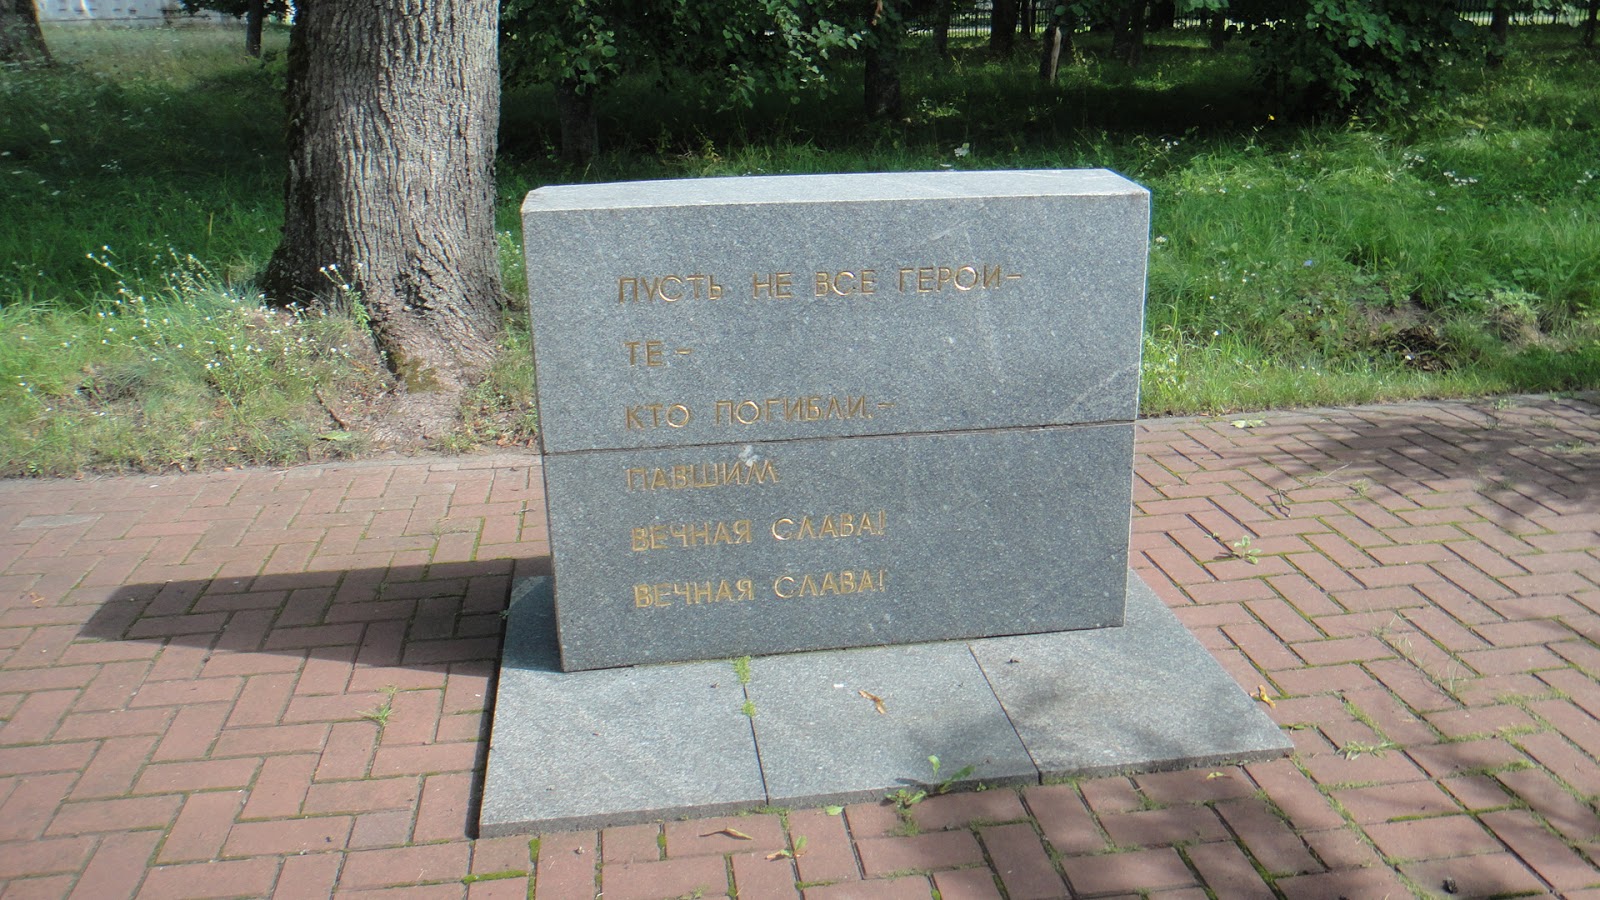 ПУСТЬ НЕ ВСЕ ГЕРОИ –
ТЕ –
КТО ПОГИБЛИ, –
ПАВШИМ
ВЕЧНАЯ СЛАВА!
ВЕЧНАЯ СЛАВА!